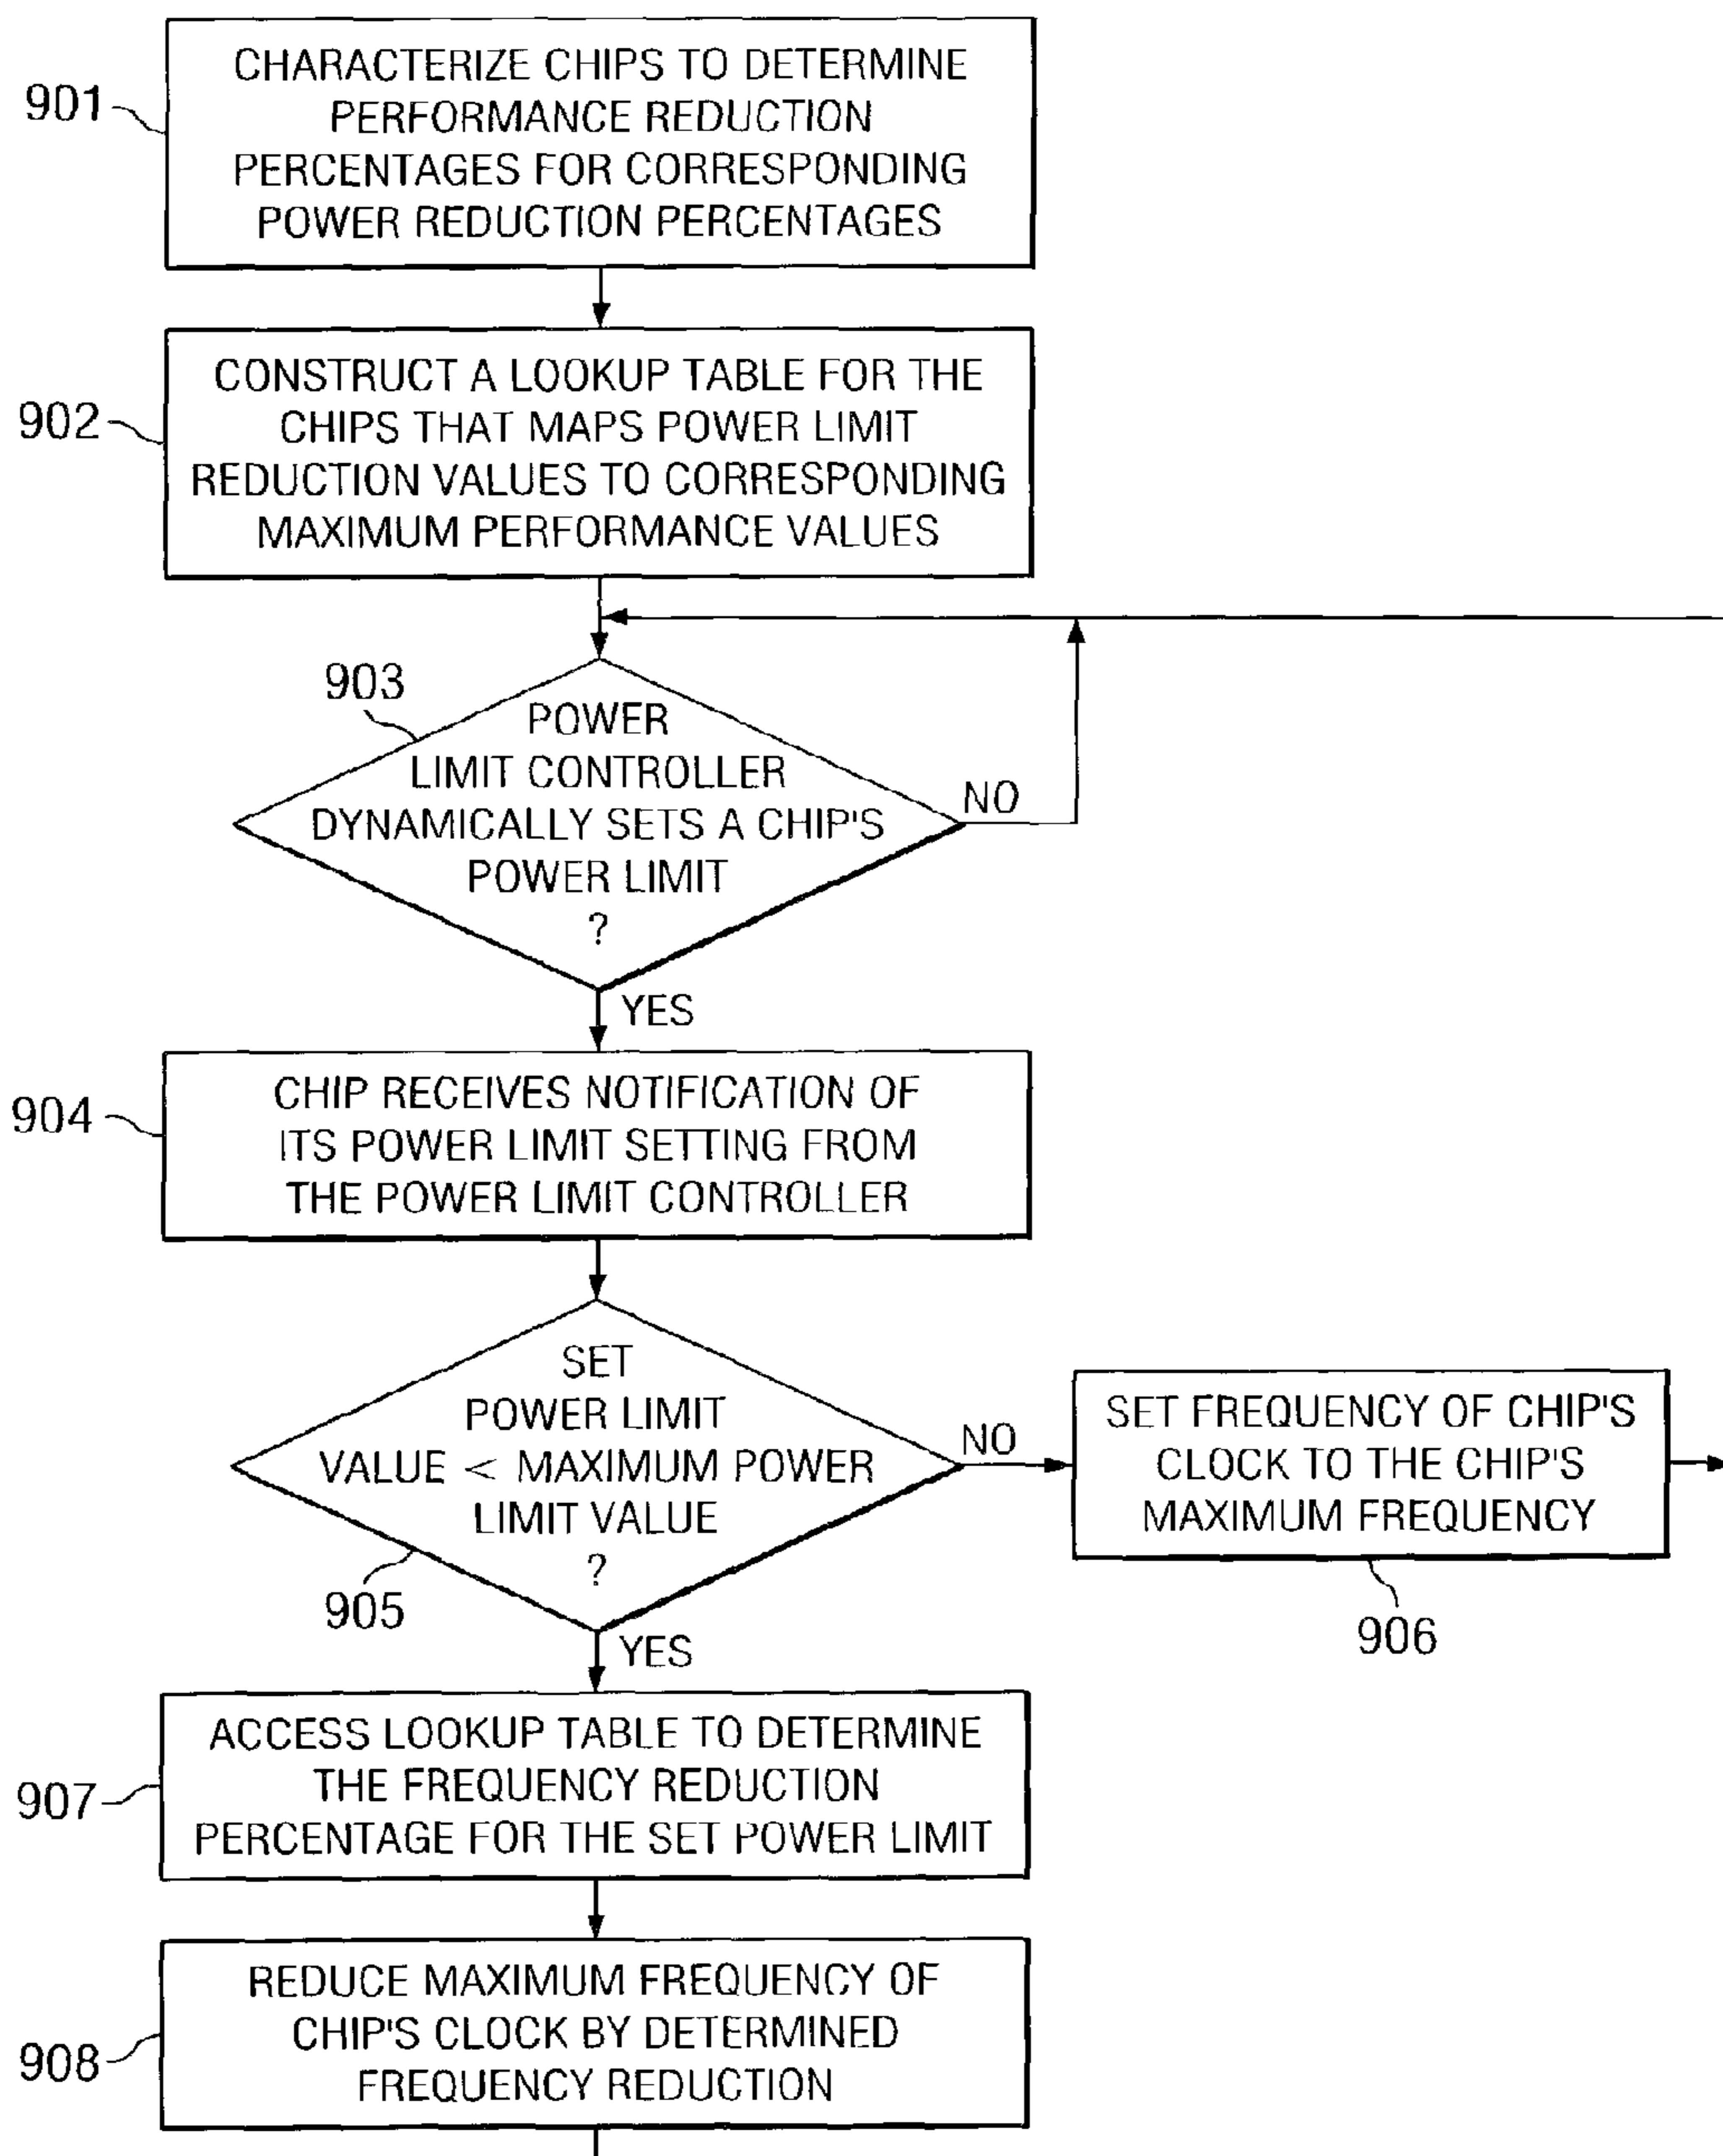 901
CHARACTERIZE CHIPS TO DETERMINE
PERFORMANCE REDUCTION
PERCENTAGES FOR CORRESPONDING
POWER REDUCTION PERCENTAGES
902
CONSTRUCT A LOOKUP TABLE FOR THE
CHIPS THAT MAPS POWER LIMIT
REDUCTION VALUES TO CORRESPONDING
MAXIMUM PERFORMANCE VALUES
903
POWER
LIMIT CONTROLLER
DYNAMICALLY SETS A CHIP'S
POWER LIMIT
?
NO
YES
904
CHIP RECEIVES NOTIFICATION OF
ITS POWER LIMIT SETTING FROM
THE POWER LIMIT CONTROLLER
SET
POWER LIMIT
VALUE < MAXIMUM POWER
LIMIT VALUE
?
905
NO
YES
SET FREQUENCY OF CHIP'S
CLOCK TO THE CHIP'S
MAXIMUM FREQUENCY
906
907
ACCESS LOOKUP TABLE TO DETERMINE
THE FREQUENCY REDUCTION
PERCENTAGE FOR THE SET POWER LIMIT
908
REDUCE MAXIMUM FREQUENCY OF
CHIP'S CLOCK BY DETERMINED
FREQUENCY REDUCTION